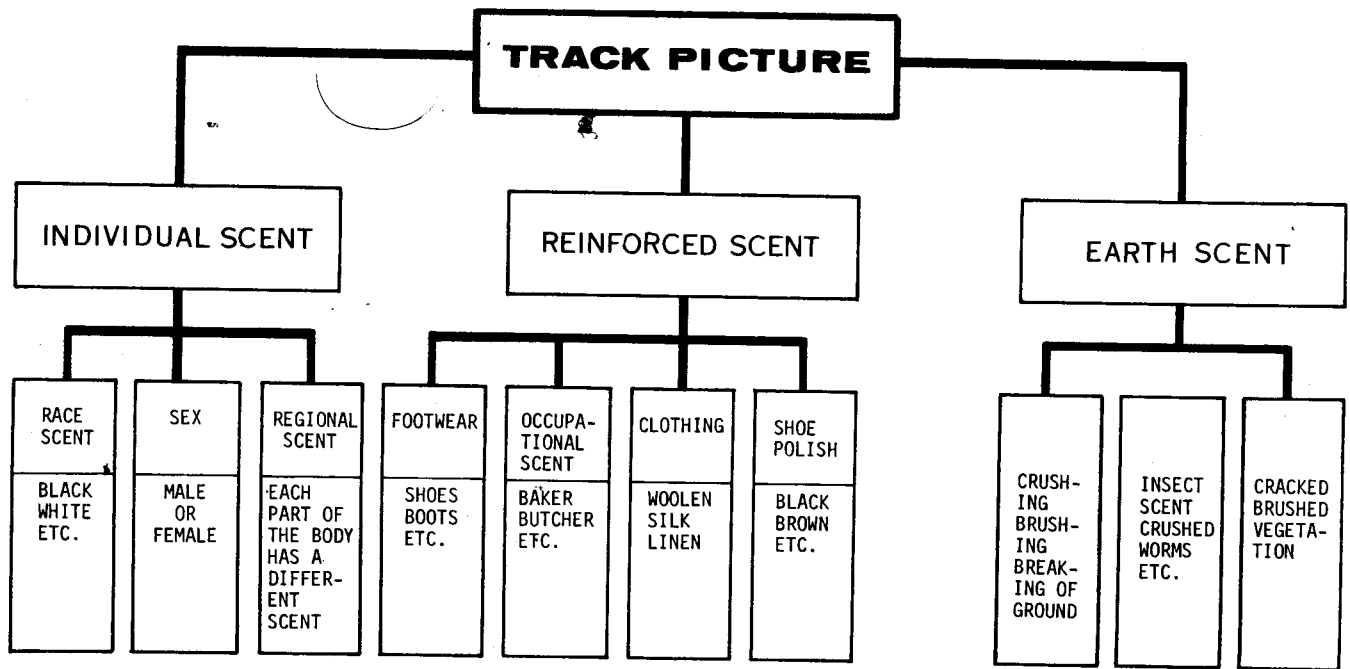 TRACK PICTURE
INDIVIDUAL SCENT
REINFORCED SCENT
EARTH SCENT
RACE
SCENT
BLACK
WHITE
ETC.
SEX
MALE
OR
FEMALE
REGIONAL
SCENT
EACH
PART OF
THE BODY
HAS A
DIFFER-
ENT
SCENT
FOOTWEAR
SHOES
BOOTS
ETC.
OCCUPA-
TIONAL
SCENT
BAKER
BUTCHER
ETC.
CLOTHING
WOOLEN
SILK
LINEN
SHOE
POLISH
BLACK
BROWN
ETC.
CRUSH-
ING
BRUSH-
ING
BREAK-
ING OF
GROUND
INSECT
SCENT
CRUSHED
WORMS
ETC.
CRACKED
BRUSHED
VEGETA-
TION